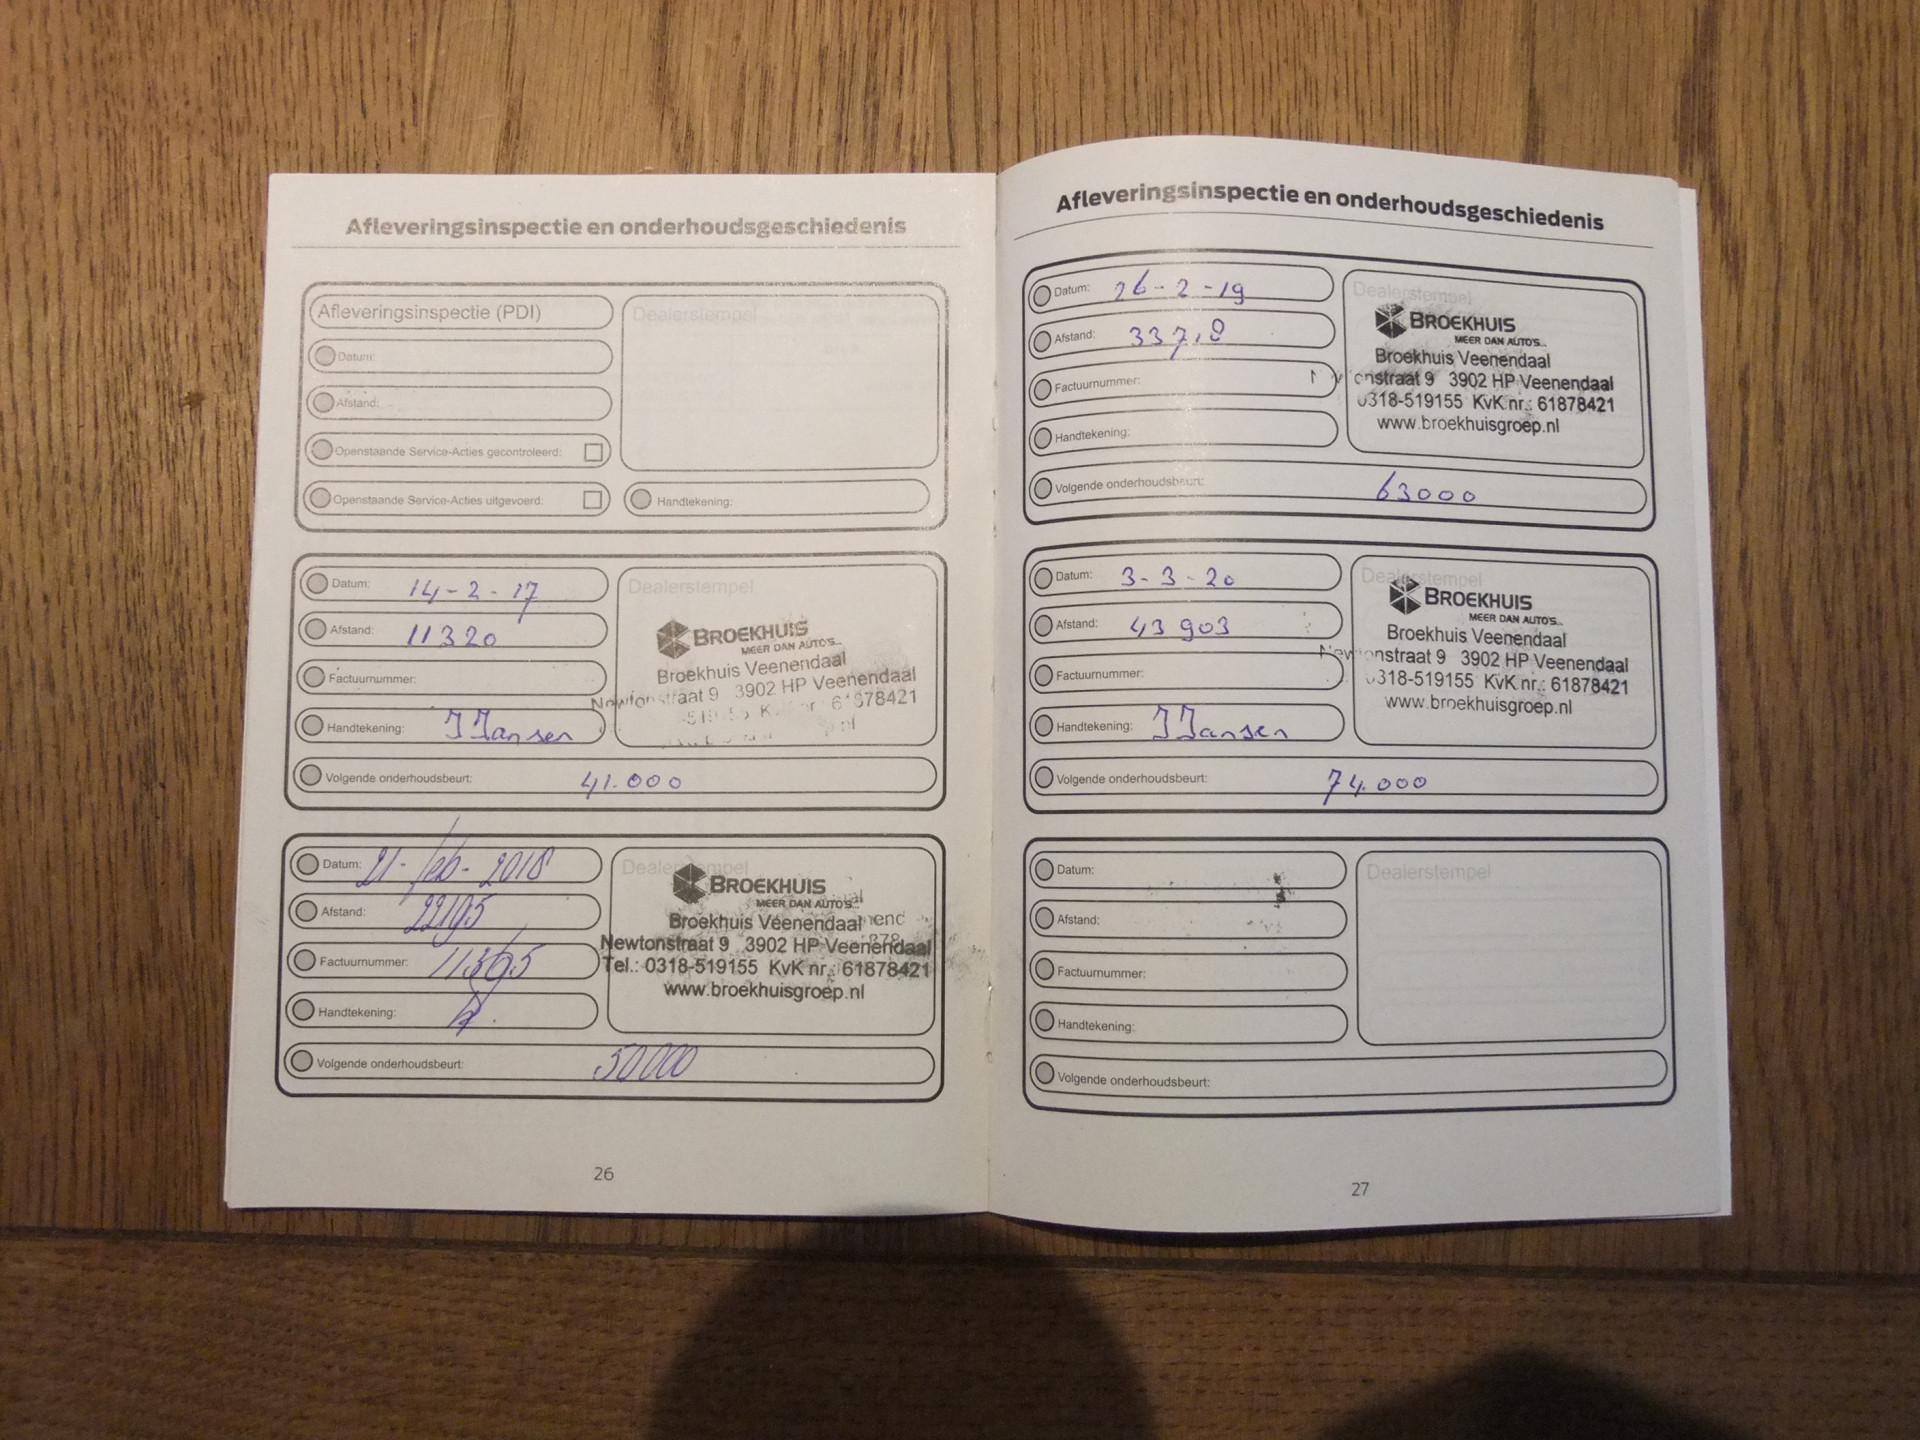 Afleveringsinspectie en onderhoudsgeschiedenis
Afleveringsinspectie (PDI)
Dealerstempel
Datum:
Afstand:
Openstaande Service-Acties gecontroleerd:
Openstaande Service-Acties uitgevoerd:
Handtekening:
Datum: 14-2-17
Afstand: 11320
Factuurnummer:
Handtekening: J Jansen
Dealerstempel
BROEKHUIS
MEER DAN AUTO'S...
Broekhuis Veenendaal
Newtonstraat 9 3902 HP Veenendaal
61878421
Volgende onderhoudsbeurt: 41.000
Datum: 21-feb-2018
Afstand: 22195
Factuurnummer:
Handtekening:
Dealerstempel
BROEKHUIS
MEER DAN AUTO'S...
Broekhuis Veenendaal
Newtonstraat 9 3902 HP Veenendaal
Tel.: 0318-519155 KvK nr.: 61878421
www.broekhuisgroep.nl
Volgende onderhoudsbeurt: 50000
26
Afleveringsinspectie en onderhoudsgeschiedenis
Datum: 26-2-19
Afstand:
Factuurnummer:
Handtekening:
Dealerstempel
BROEKHUIS
MEER DAN AUTO'S...
Broekhuis Veenendaal
onstraat 9 3902 HP Veenendaal
0318-519155 KvK nr.: 61878421
www.broekhuisgroep.nl
Volgende onderhoudsbeurt: 63000
Datum: 3-3-20
Afstand: 43903
Factuurnummer:
Handtekening: J Jansen
Dealerstempel
BROEKHUIS
MEER DAN AUTO'S...
Broekhuis Veenendaal
Newtonstraat 9 3902 HP Veenendaal
0318-519155 KvK nr.: 61878421
www.broekhuisgroep.nl
Volgende onderhoudsbeurt: 74.000
Datum:
Afstand:
Factuurnummer:
Handtekening:
Dealerstempel
Volgende onderhoudsbeurt:
27